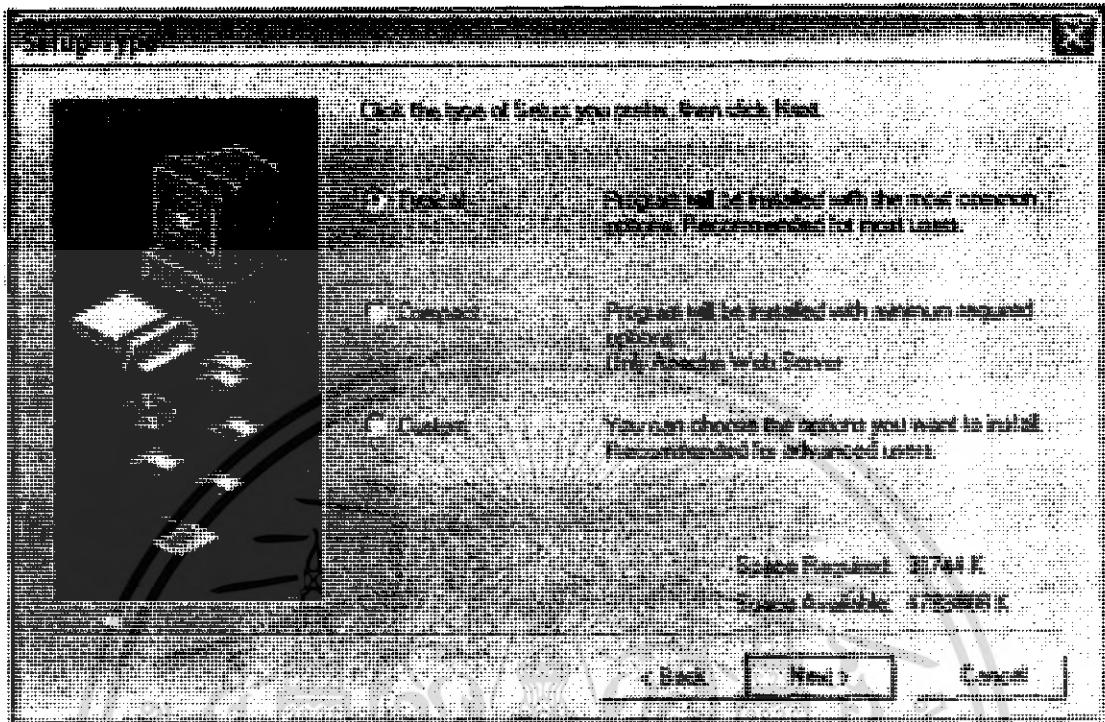 Setup Type
Click the type of Setup you prefer, then click Next.
Typical
Program will be installed with the most common
options. Recommended for most users.
Compact
Program will be installed with minimum required
options.
Only Apache Web Server
Custom
You can choose the options you want to install.
Recommended for advanced users.
Space Required: 31744 K
Space Available:
< Back
Next >
Cancel